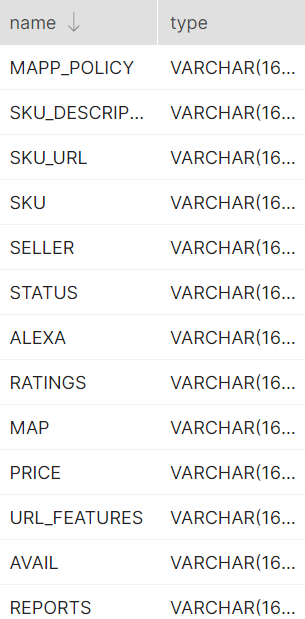 name ↓ type
MAPP_POLICY VARCHAR(16...
SKU_DESCRIP... VARCHAR(16...
SKU_URL VARCHAR(16...
SKU VARCHAR(16...
SELLER VARCHAR(16...
STATUS VARCHAR(16...
ALEXA VARCHAR(16...
RATINGS VARCHAR(16...
MAP VARCHAR(16...
PRICE VARCHAR(16...
URL_FEATURES VARCHAR(16...
AVAIL VARCHAR(16...
REPORTS VARCHAR(16...